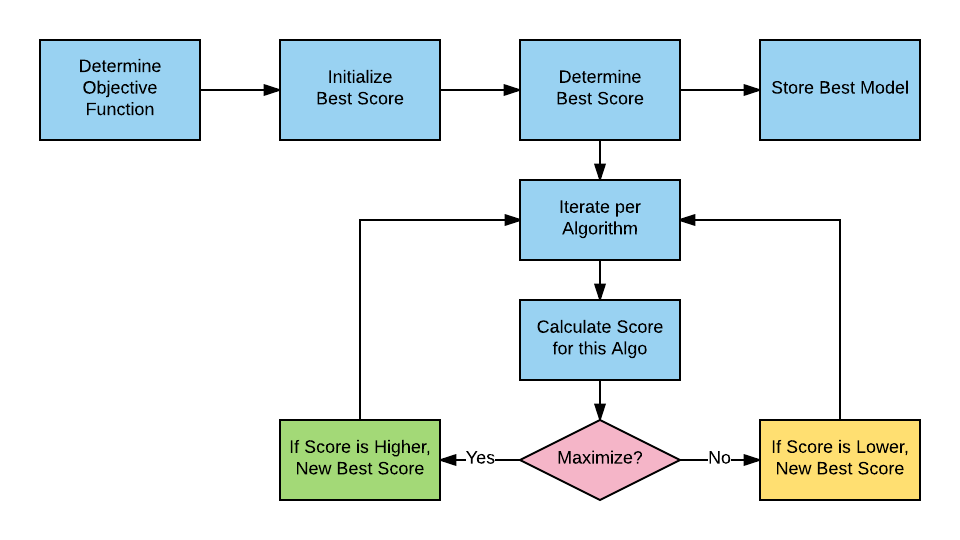 Determine
Objective
Function
Initialize
Best Score
Determine
Best Score
Store Best Model
Iterate per
Algorithm
Calculate Score
for this Algo
If Score is Higher,
New Best Score
Yes
Maximize?
No
If Score is Lower,
New Best Score